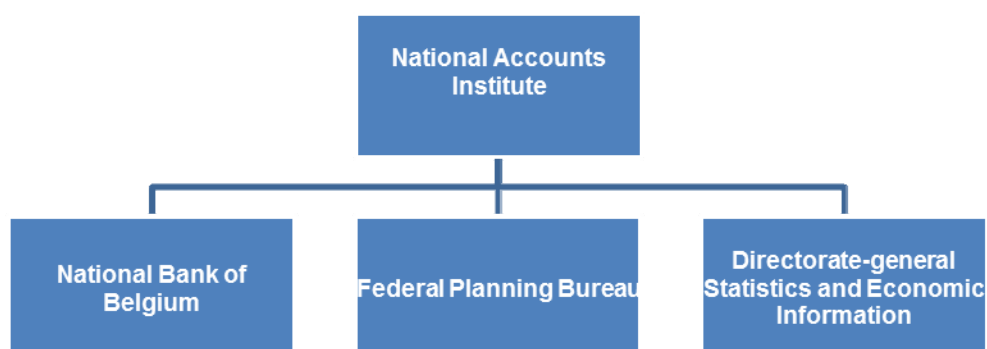 National Accounts
Institute
National Bank of
Belgium
Federal Planning Bureau
Directorate-general
Statistics and Economic
Information